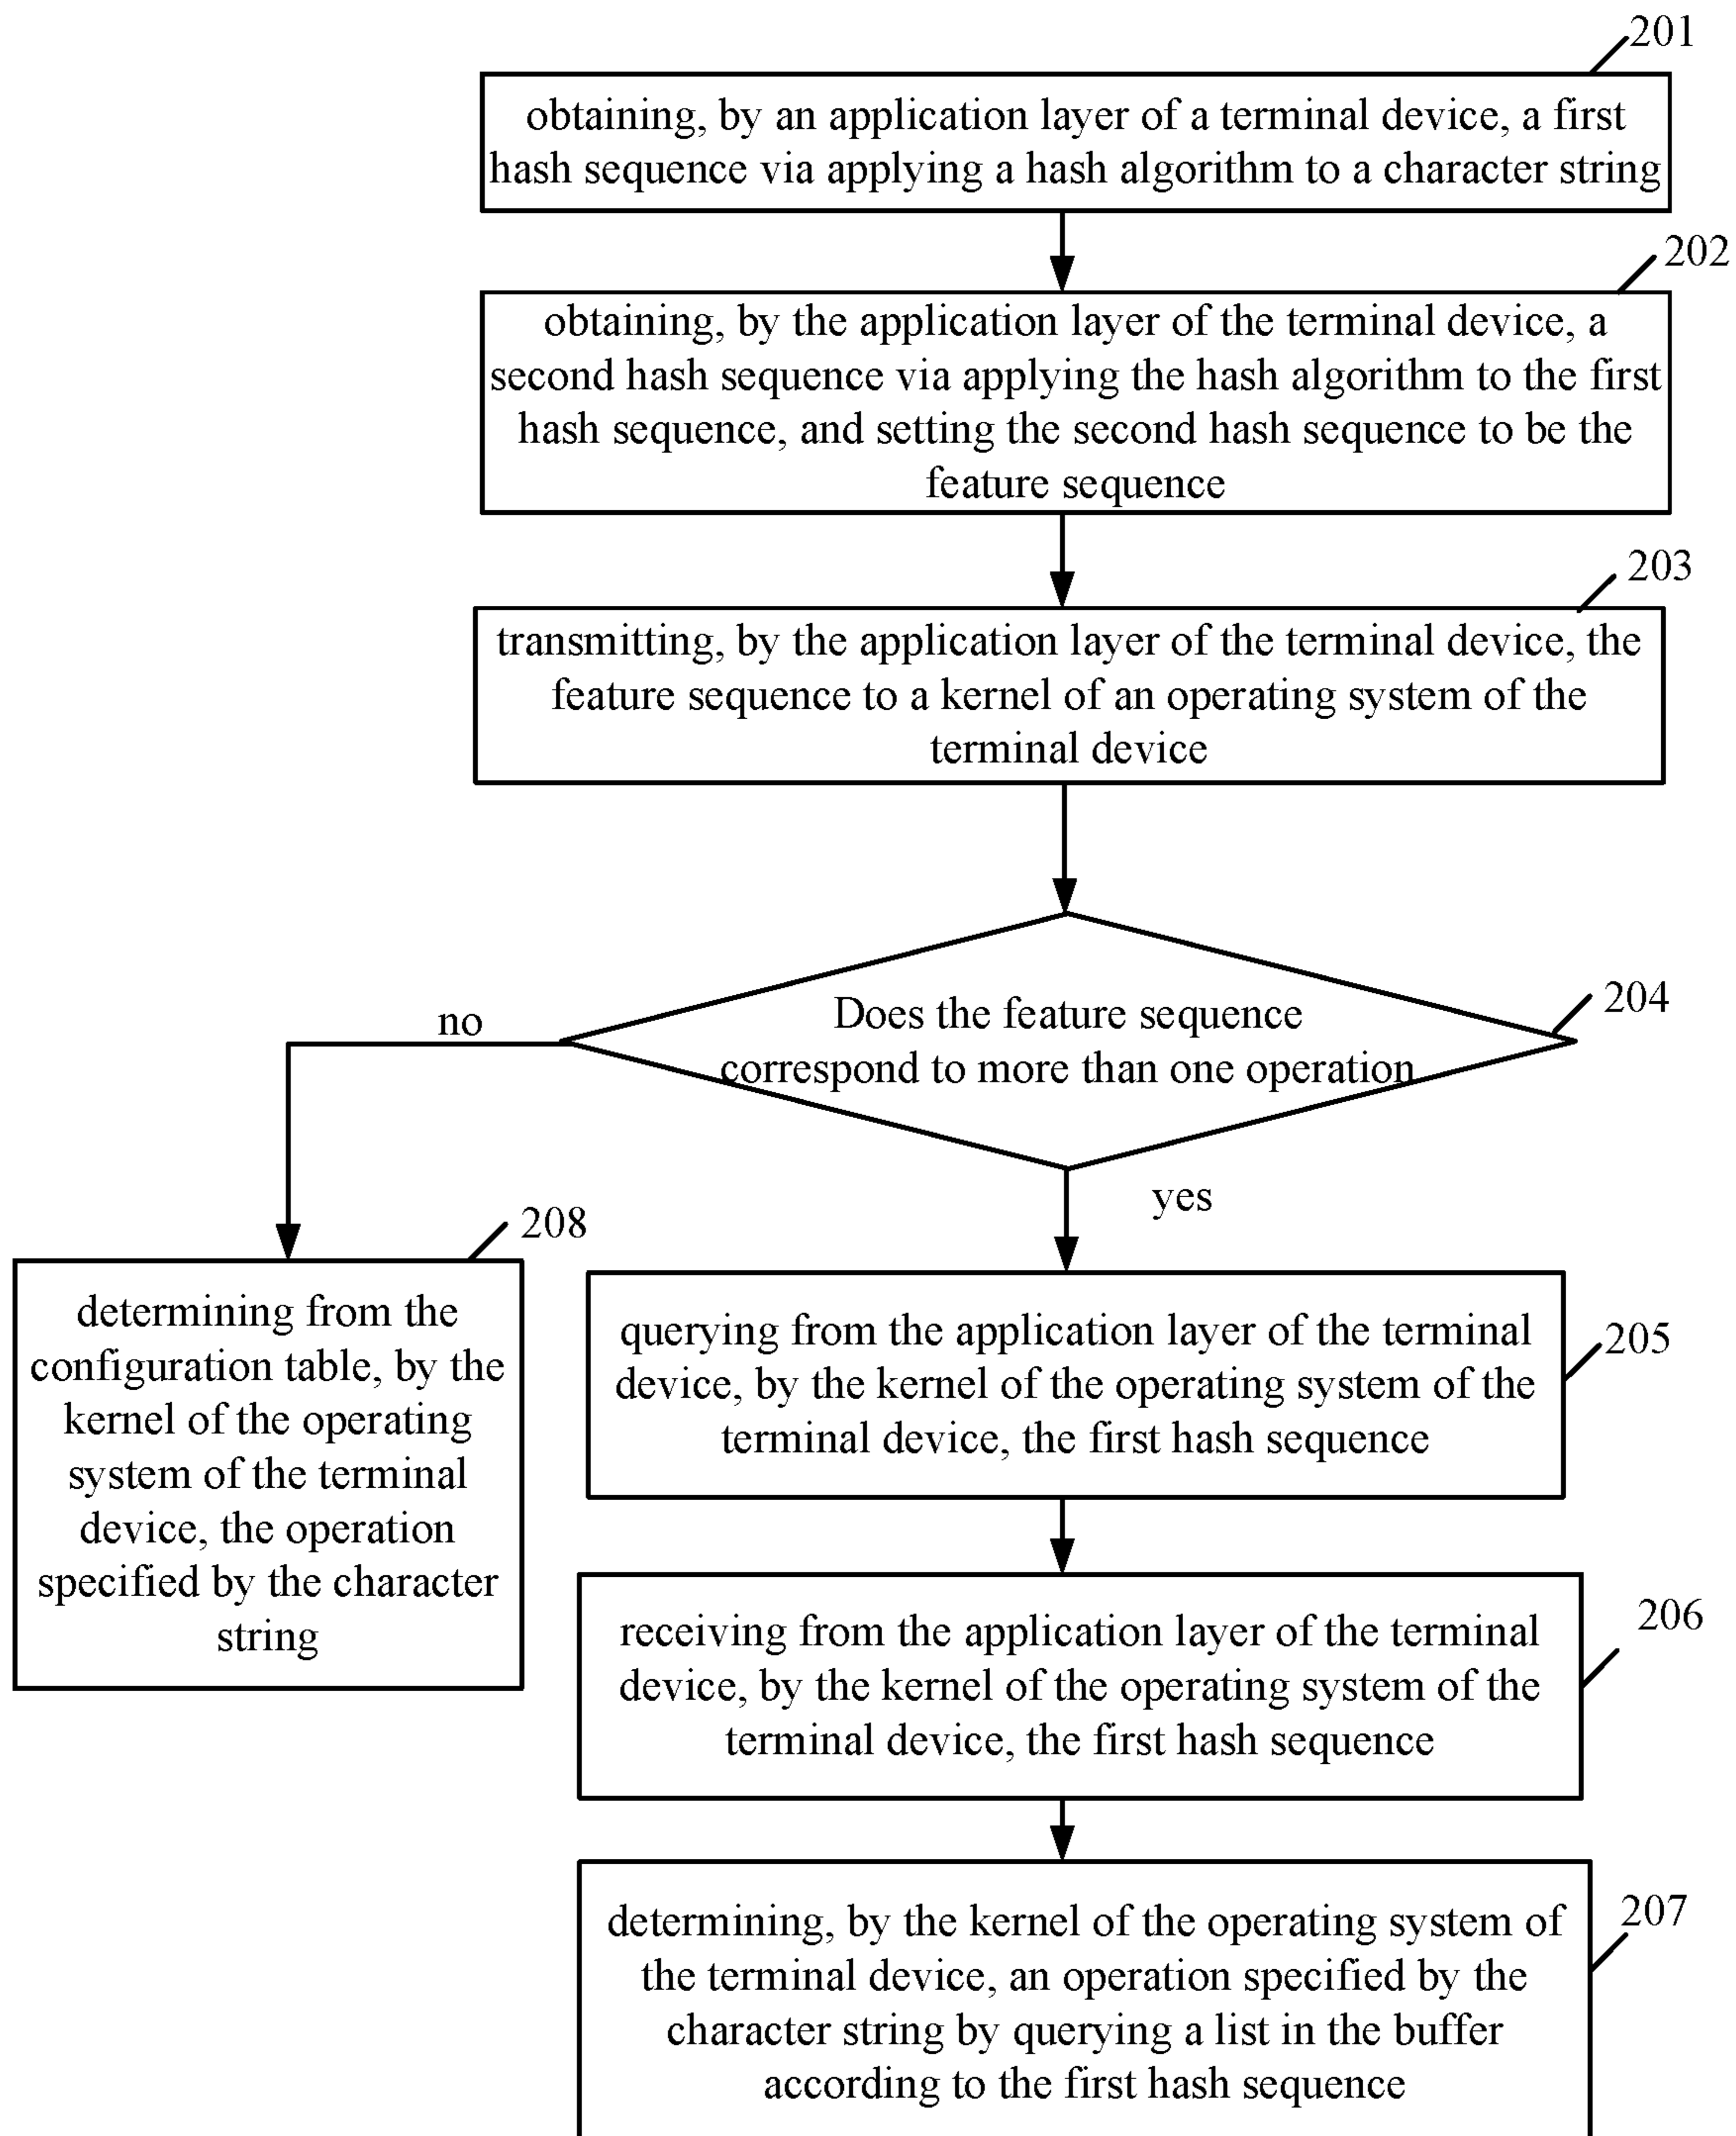 201
obtaining, by an application layer of a terminal device, a first
hash sequence via applying a hash algorithm to a character string
202
obtaining, by the application layer of the terminal device, a
second hash sequence via applying the hash algorithm to the first
hash sequence, and setting the second hash sequence to be the
feature sequence
203
transmitting, by the application layer of the terminal device, the
feature sequence to a kernel of an operating system of the
terminal device
204
Does the feature sequence
correspond to more than one operation
no
yes
208
determining from the
configuration table, by the
kernel of the operating
system of the terminal
device, the operation
specified by the character
string
205
querying from the application layer of the terminal
device, by the kernel of the operating system of the
terminal device, the first hash sequence
206
receiving from the application layer of the terminal
device, by the kernel of the operating system of the
terminal device, the first hash sequence
207
determining, by the kernel of the operating system of
the terminal device, an operation specified by the
character string by querying a list in the buffer
according to the first hash sequence